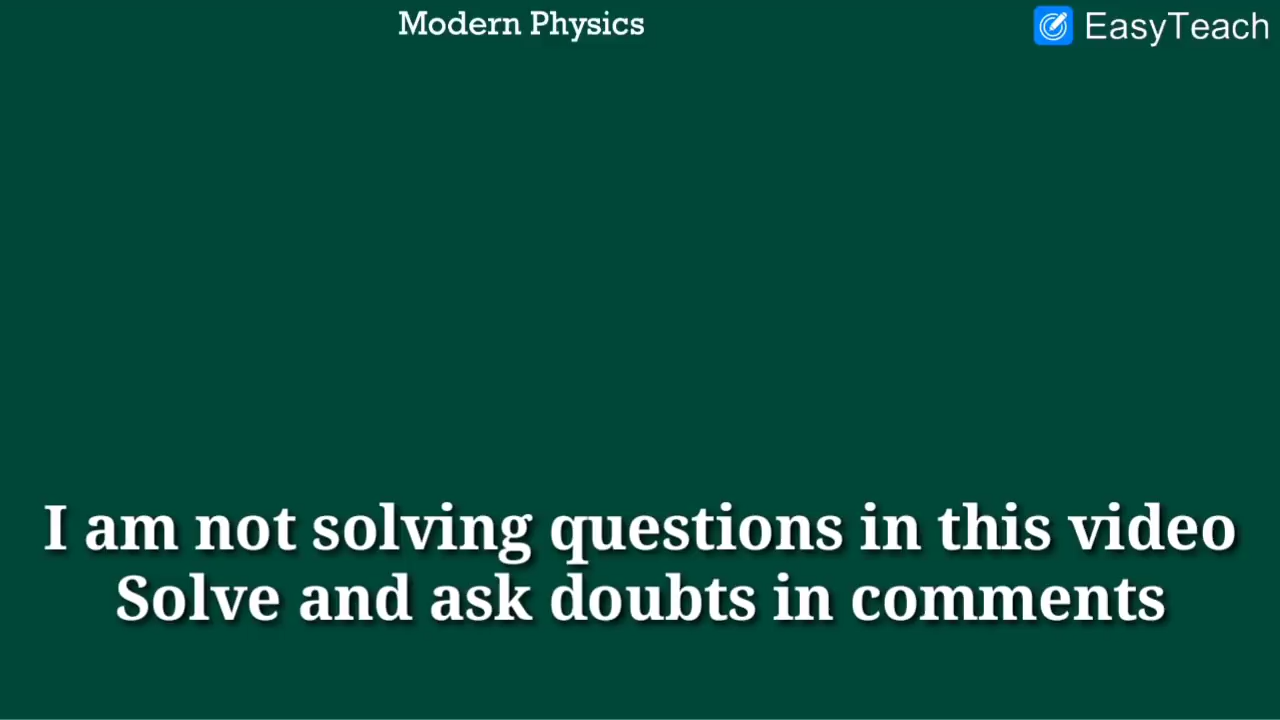 Modern Physics
EasyTeach
I am not solving questions in this video
Solve and ask doubts in comments